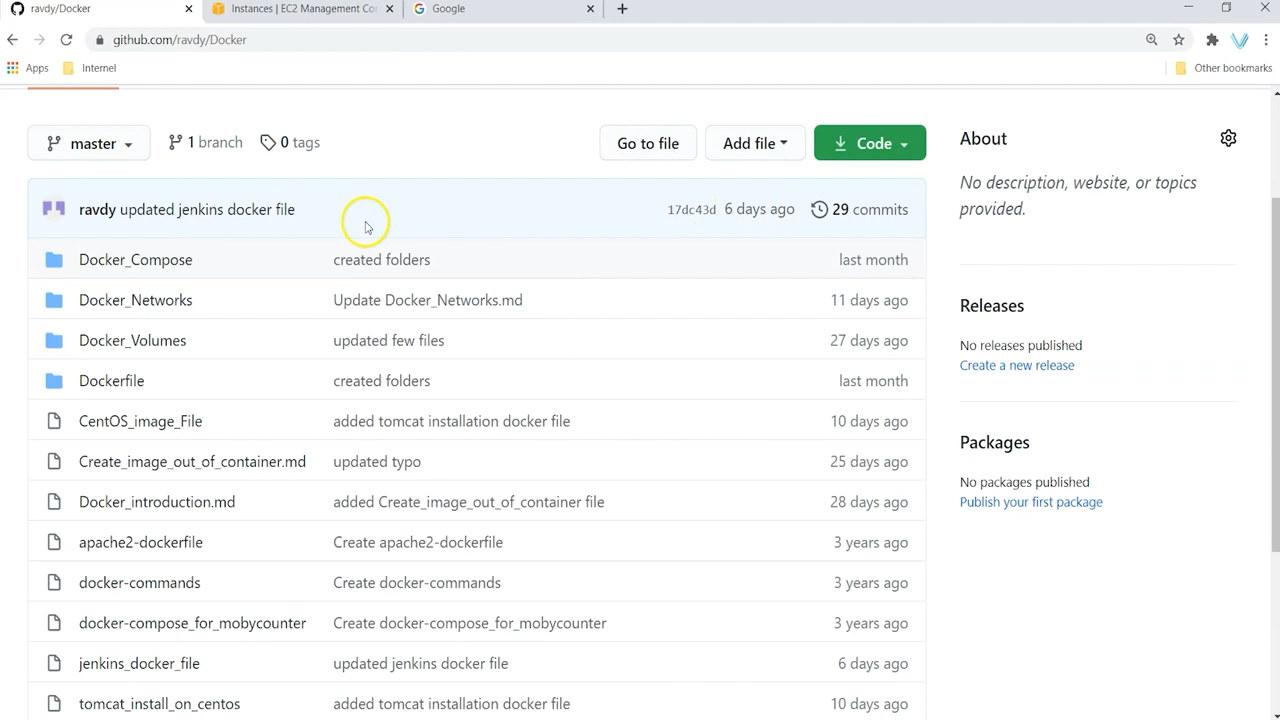 ravdy/Docker
Instances | EC2 Management Co
Google
github.com/ravdy/Docker
Apps
Internet
Other bookmarks
master
1 branch
0 tags
Go to file
Add file
Code
About
No description, website, or topics
provided.
ravdy updated jenkins docker file
17dc43d 6 days ago
29 commits
Docker_Compose created folders last month
Docker_Networks Update Docker_Networks.md 11 days ago
Docker_Volumes updated few files 27 days ago
Dockerfile created folders last month
CentOS_image_File added tomcat installation docker file 10 days ago
Create_image_out_of_container.md updated typo 25 days ago
Docker_introduction.md added Create_image_out_of_container file 28 days ago
apache2-dockerfile Create apache2-dockerfile 3 years ago
docker-commands Create docker-commands 3 years ago
docker-compose_for_mobycounter Create docker-compose_for_mobycounter 3 years ago
jenkins_docker_file updated jenkins docker file 6 days ago
tomcat_install_on_centos added tomcat installation docker file 10 days ago
Releases
No releases published
Create a new release
Packages
No packages published
Publish your first package